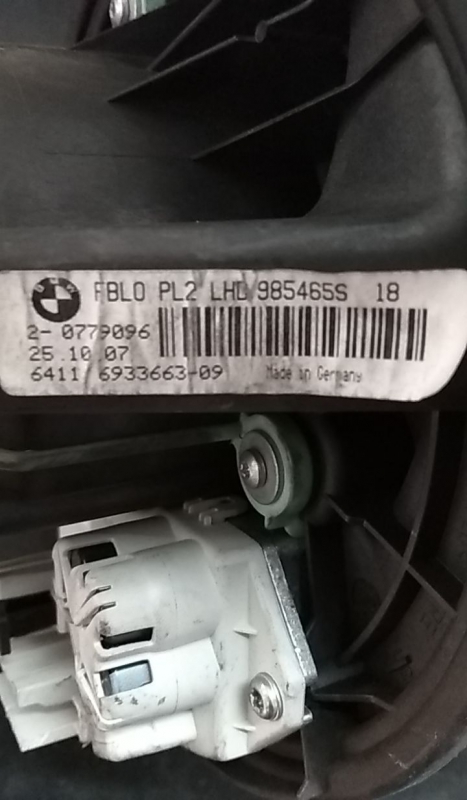 FBLO PL2 LHD 985465S 18
2- 0779096
25.10.07
6411 6933663-09 Made in Germany